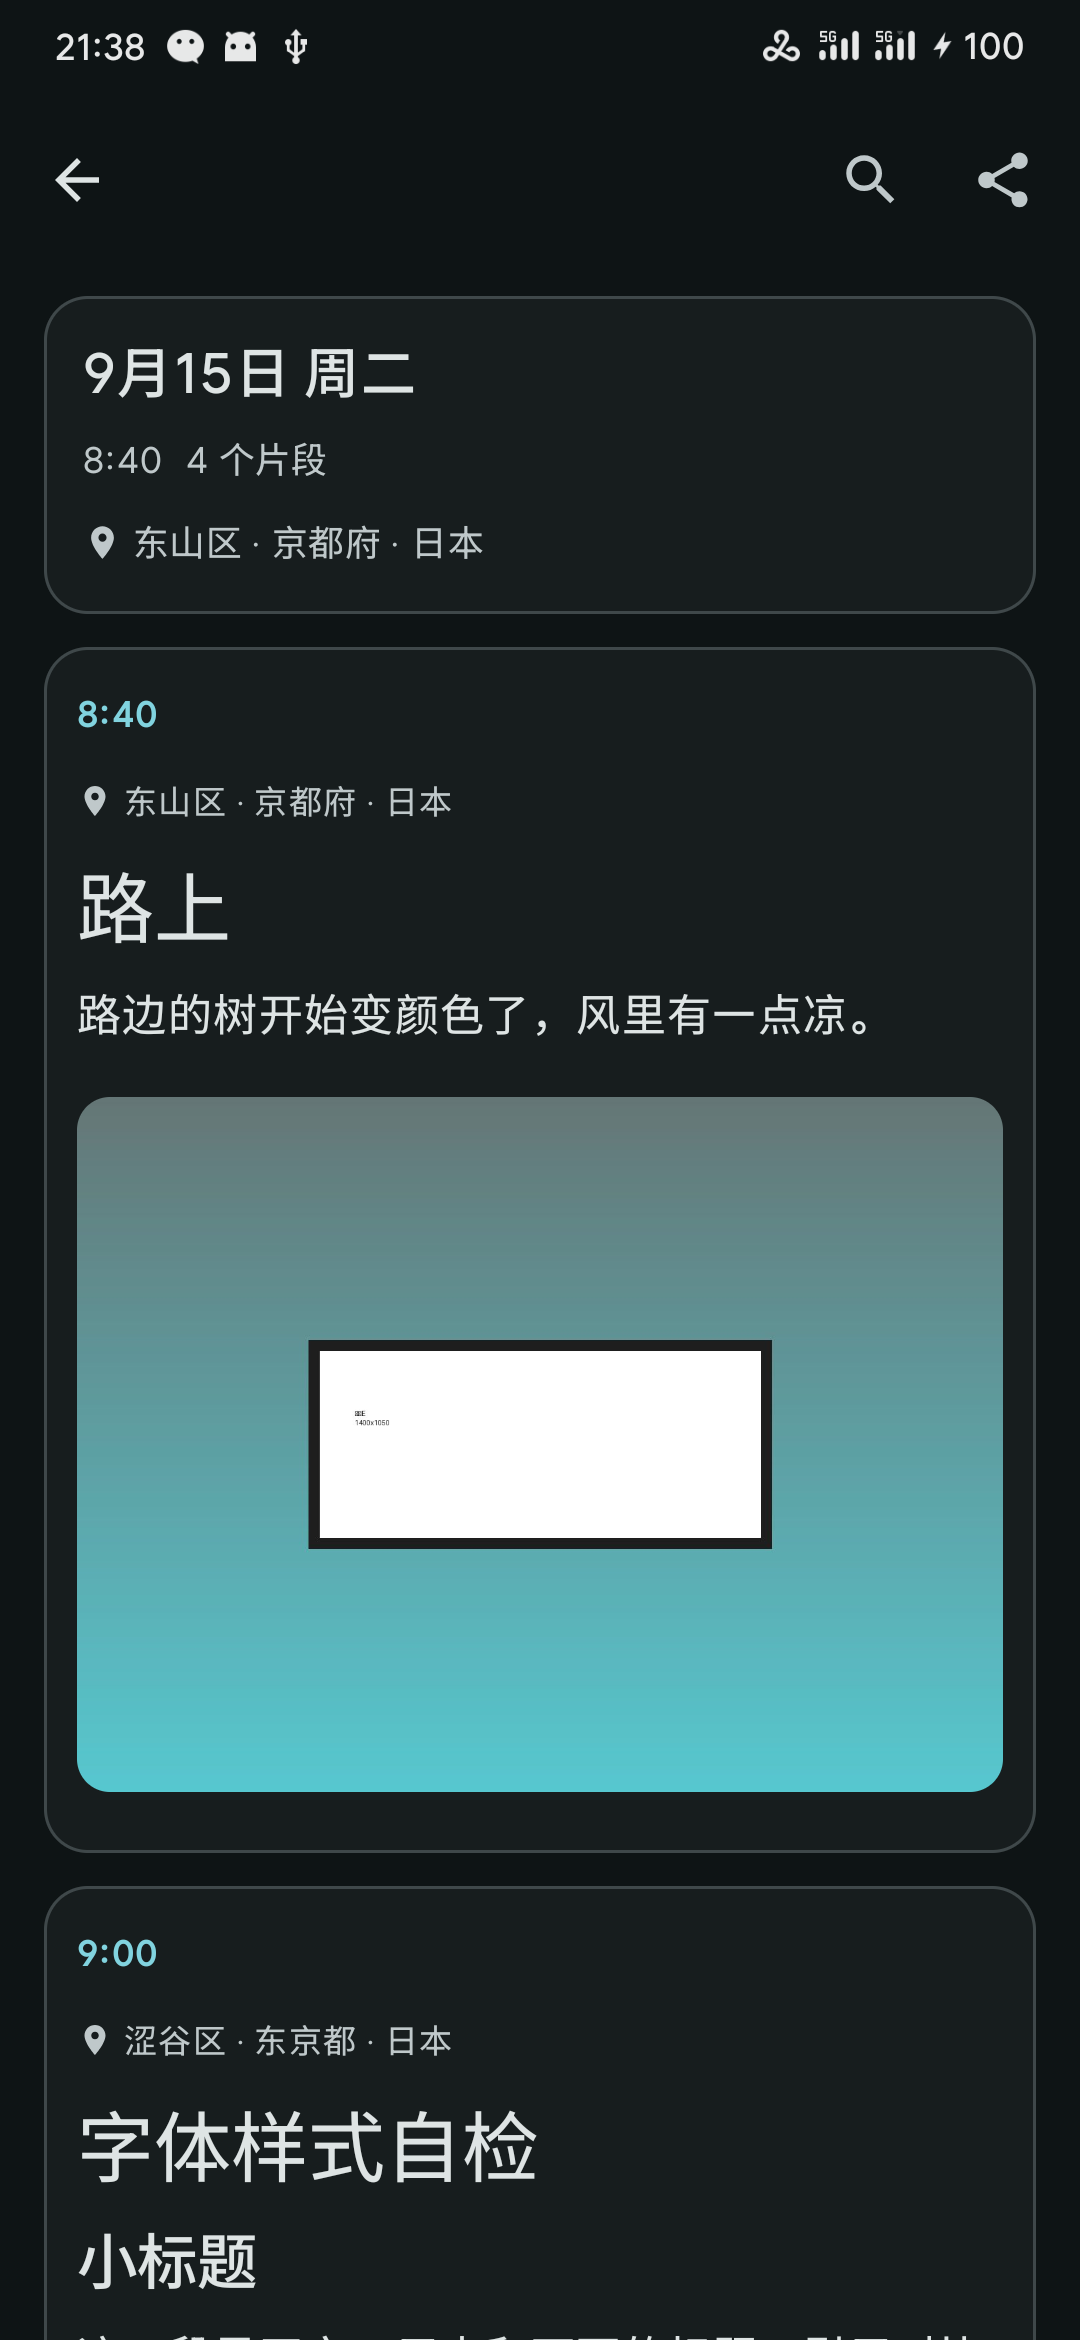 21:38
5G 5G 100
9月15日 周二
8:40 4 个片段
东山区 · 京都府 · 日本
8:40
东山区 · 京都府 · 日本
路上
路边的树开始变颜色了，风里有一点凉。
1400x1050
9:00
涩谷区 · 东京都 · 日本
字体样式自检
小标题